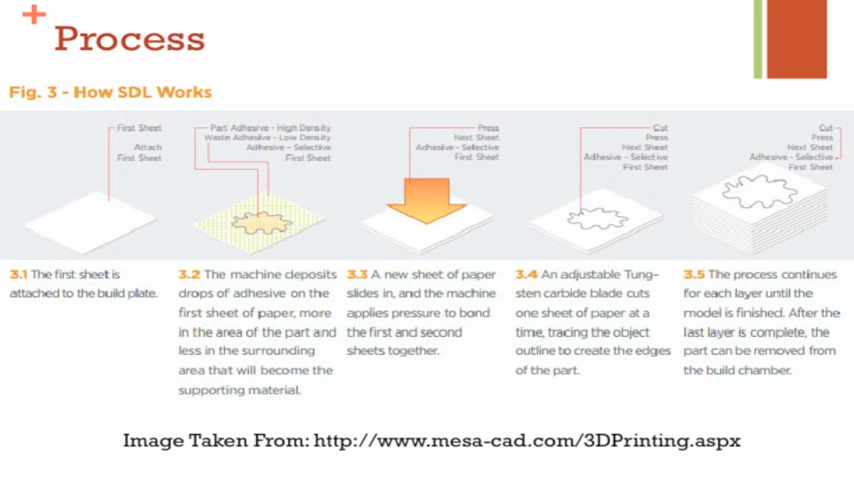 +
Process
Fig. 3 - How SDL Works
First Sheet
Attach
First Sheet
Part Adhesive - High Density
Waste Adhesive - Low Density
Adhesive - Selective
First Sheet
Press
Next Sheet
Adhesive - Selective
First Sheet
Cut
Press
Next Sheet
Adhesive - Selective
First Sheet
Cut
Press
Next Sheet
Adhesive - Selective
First Sheet
3.1 The first sheet is
attached to the build plate.
3.2 The machine deposits
drops of adhesive on the
first sheet of paper, more
in the area of the part and
less in the surrounding
area that will become the
supporting material.
3.3 A new sheet of paper
slides in, and the machine
applies pressure to bond
the first and second
sheets together.
3.4 An adjustable Tung-
sten carbide blade cuts
one sheet of paper at a
time, tracing the object
outline to create the edges
of the part.
3.5 The process continues
for each layer until the
model is finished. After the
last layer is complete, the
part can be removed from
the build chamber.
Image Taken From: http://www.mesa-cad.com/3DPrinting.aspx